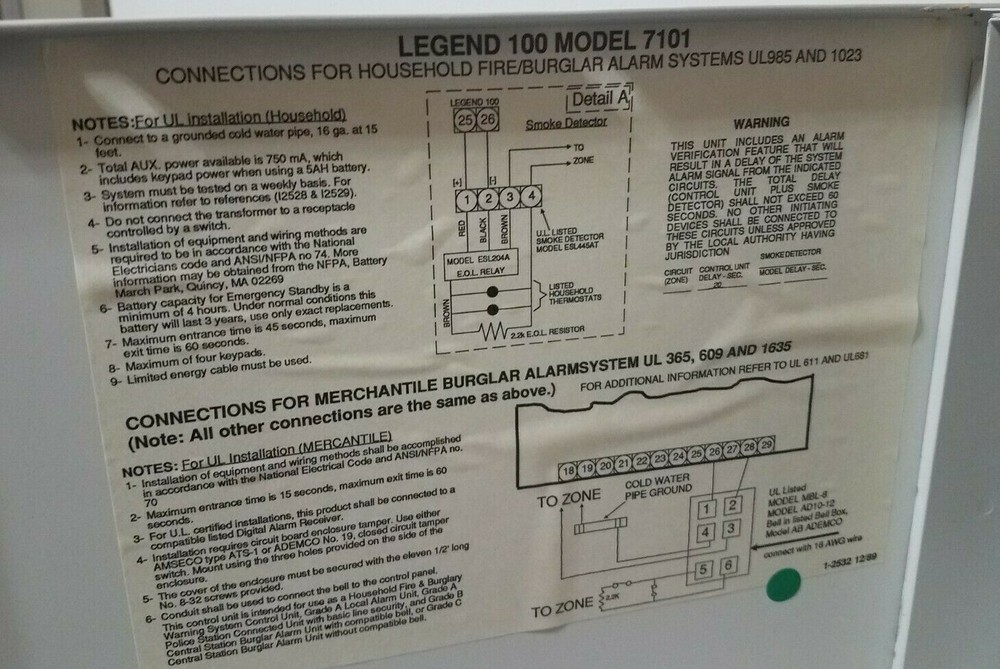 LEGEND 100 MODEL 7101
CONNECTIONS FOR HOUSEHOLD FIRE/BURGLAR ALARM SYSTEMS UL985 AND 1023
NOTES:For UL Installation (Household)
1- Connect to a grounded cold water pipe, 16 ga. at 15
feet.
2- Total AUX. power available is 750 mA, which
includes keypad power when using a 5AH battery.
3- System must be tested on a weekly basis. For
information refer to references (I2528 & I2529).
4- Do not connect the transformer to a receptacle
controlled by a switch.
5- Installation of equipment and wiring methods are
required to be in accordance with the National
Electricians code and ANSI/NFPA no 74. More
information may be obtained from the NFPA, Battery
March Park, Quincy, MA 02269
6- Battery capacity for Emergency Standby is a
minimum of 4 hours. Under normal conditions this
battery will last 3 years, use only exact replacements.
7- Maximum entrance time is 45 seconds, maximum
exit time is 60 seconds.
8- Maximum of four keypads.
9- Limited energy cable must be used.
LEGEND 100
Detail A
25 26
Smoke Detector
TO
ZONE
[+] [-]
1 2 3 4
RED
BLACK
BROWN
U.L. LISTED
SMOKE DETECTOR
MODEL ESL445AT
MODEL ESL204A
E.O.L. RELAY
BROWN
LISTED
HOUSEHOLD
THERMOSTATS
2.2k E.O.L. RESISTOR
WARNING
THIS UNIT INCLUDES AN ALARM
VERIFICATION FEATURE THAT WILL
RESULT IN A DELAY OF THE SYSTEM
ALARM SIGNAL FROM THE INDICATED
CIRCUITS. THE TOTAL DELAY
(CONTROL UNIT PLUS SMOKE
DETECTOR) SHALL NOT EXCEED 60
SECONDS. NO OTHER INITIATING
DEVICES SHALL BE CONNECTED TO
THESE CIRCUITS UNLESS APPROVED
BY THE LOCAL AUTHORITY HAVING
JURISDICTION
CIRCUIT CONTROL UNIT SMOKE DETECTOR
(ZONE) DELAY - SEC. MODEL DELAY - SEC.
CONNECTIONS FOR MERCHANTILE BURGLAR ALARMSYSTEM UL 365, 609 AND 1635
(Note: All other connections are the same as above.)
FOR ADDITIONAL INFORMATION REFER TO UL 611 AND UL681
NOTES: For UL Installation (MERCANTILE)
1- Installation of equipment and wiring methods shall be accomplished
in accordance with the National Electrical Code and ANSI/NFPA no.
70
2- Maximum entrance time is 15 seconds, maximum exit time is 60
seconds.
3- For U.L. certified installations, this product shall be connected to a
compatible listed Digital Alarm Receiver.
4- Installation requires circuit board enclosure tamper. Use either
AMSECO type ATS-1 or ADEMCO No. 19, closed circuit tamper
switch. Mount using the three holes provided on the side of the
enclosure.
5- The cover of the enclosure must be secured with the eleven 1/2' long
No. 8-32 screws provided.
6- Conduit shall be used to connect the bell to the control panel.
This control unit is intended for use as a Household Fire & Burglary
Warning System Control Unit, Grade A Local Alarm Unit, Grade A
Police Station Connected Unit with basic line security, and Grade B
Central Station Burglar Alarm Unit with compatible bell, or Grade C
Central Station Burglar Alarm Unit without compatible bell.
18 19 20 21 22 23 24 25 26 27 28 29
TO ZONE
COLD WATER
PIPE GROUND
1 2
4 3
5 6
UL Listed
MODEL MBL-8
MODEL AD10-12
Bell in listed Bell Box,
Model AB ADEMCO
connect with 16 AWG wire
1-2532 12/89
TO ZONE
2.2K